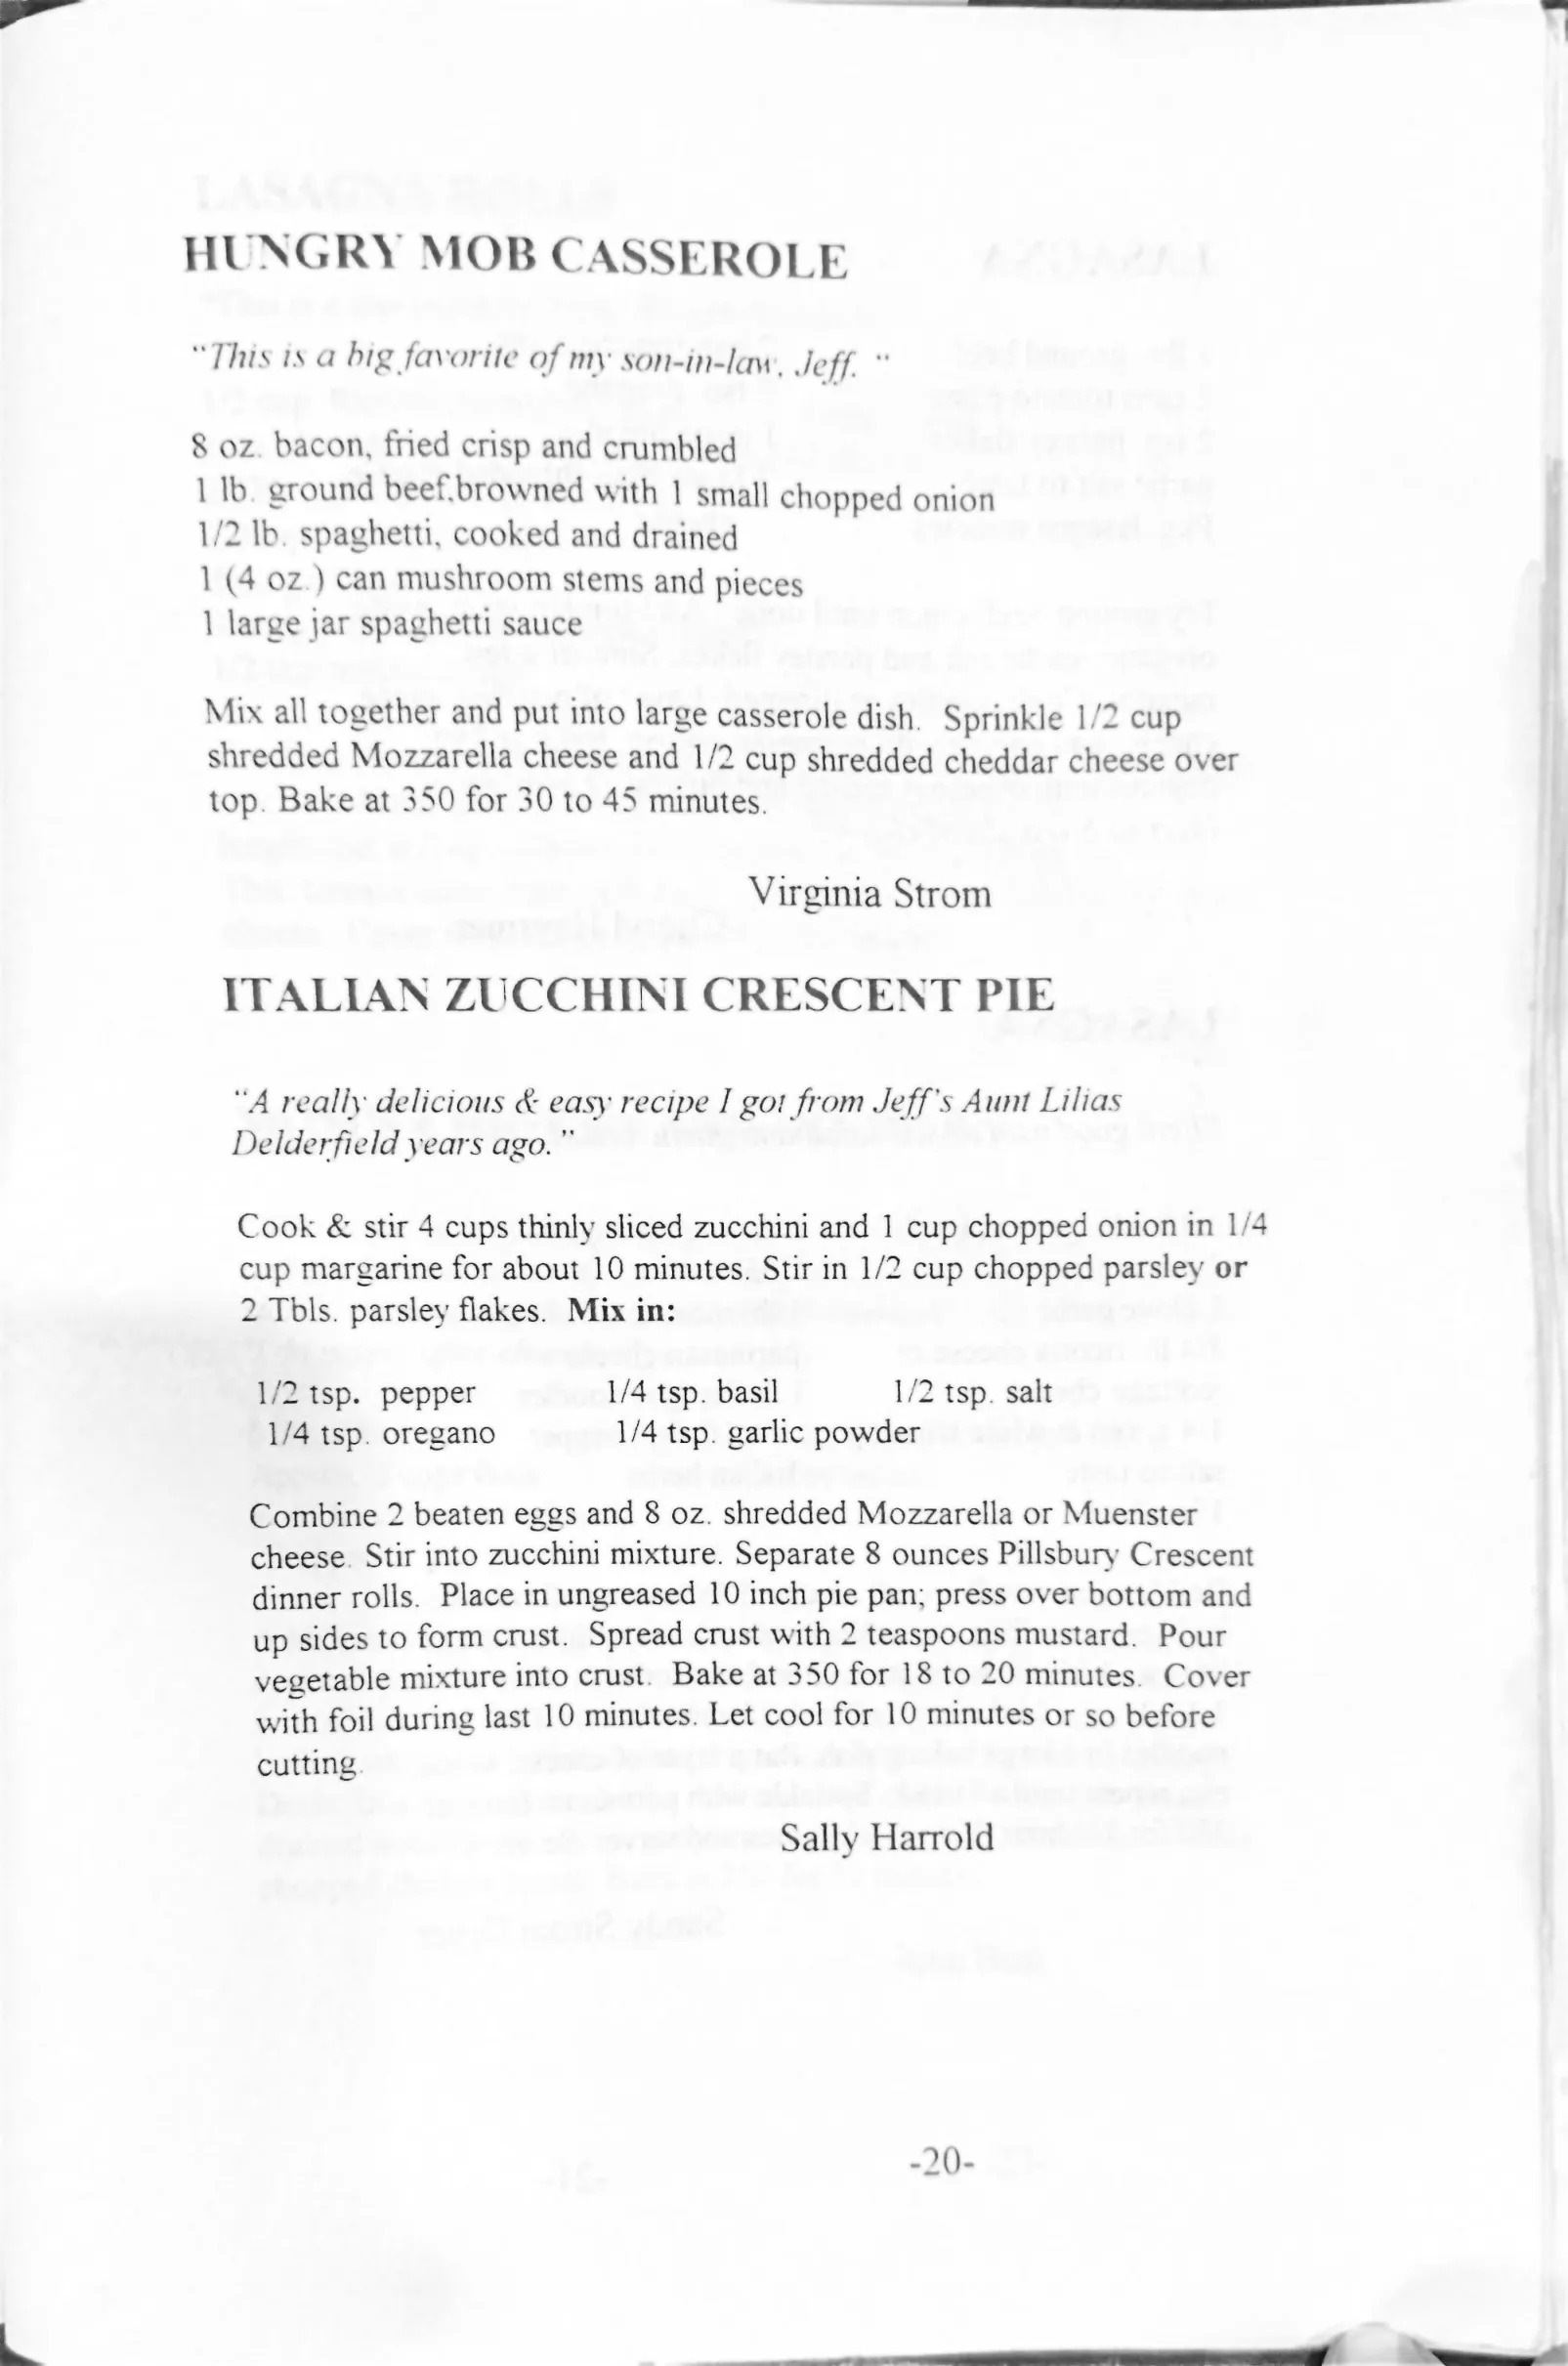 HUNGRY MOB CASSEROLE
"This is a big favorite of my son-in-law, Jeff. "
8 oz. bacon, fried crisp and crumbled
1 lb. ground beef,browned with 1 small chopped onion
1/2 lb. spaghetti, cooked and drained
1 (4 oz.) can mushroom stems and pieces
1 large jar spaghetti sauce
Mix all together and put into large casserole dish. Sprinkle 1/2 cup
shredded Mozzarella cheese and 1/2 cup shredded cheddar cheese over
top. Bake at 350 for 30 to 45 minutes.
Virginia Strom
ITALIAN ZUCCHINI CRESCENT PIE
"A really delicious & easy recipe I got from Jeff's Aunt Lilias
Delderfield years ago."
Cook & stir 4 cups thinly sliced zucchini and 1 cup chopped onion in 1/4
cup margarine for about 10 minutes. Stir in 1/2 cup chopped parsley or
2 Tbls. parsley flakes. Mix in:
1/2 tsp. pepper 1/4 tsp. basil 1/2 tsp. salt
1/4 tsp. oregano 1/4 tsp. garlic powder
Combine 2 beaten eggs and 8 oz. shredded Mozzarella or Muenster
cheese. Stir into zucchini mixture. Separate 8 ounces Pillsbury Crescent
dinner rolls. Place in ungreased 10 inch pie pan; press over bottom and
up sides to form crust. Spread crust with 2 teaspoons mustard. Pour
vegetable mixture into crust. Bake at 350 for 18 to 20 minutes. Cover
with foil during last 10 minutes. Let cool for 10 minutes or so before
cutting.
Sally Harrold
-20-